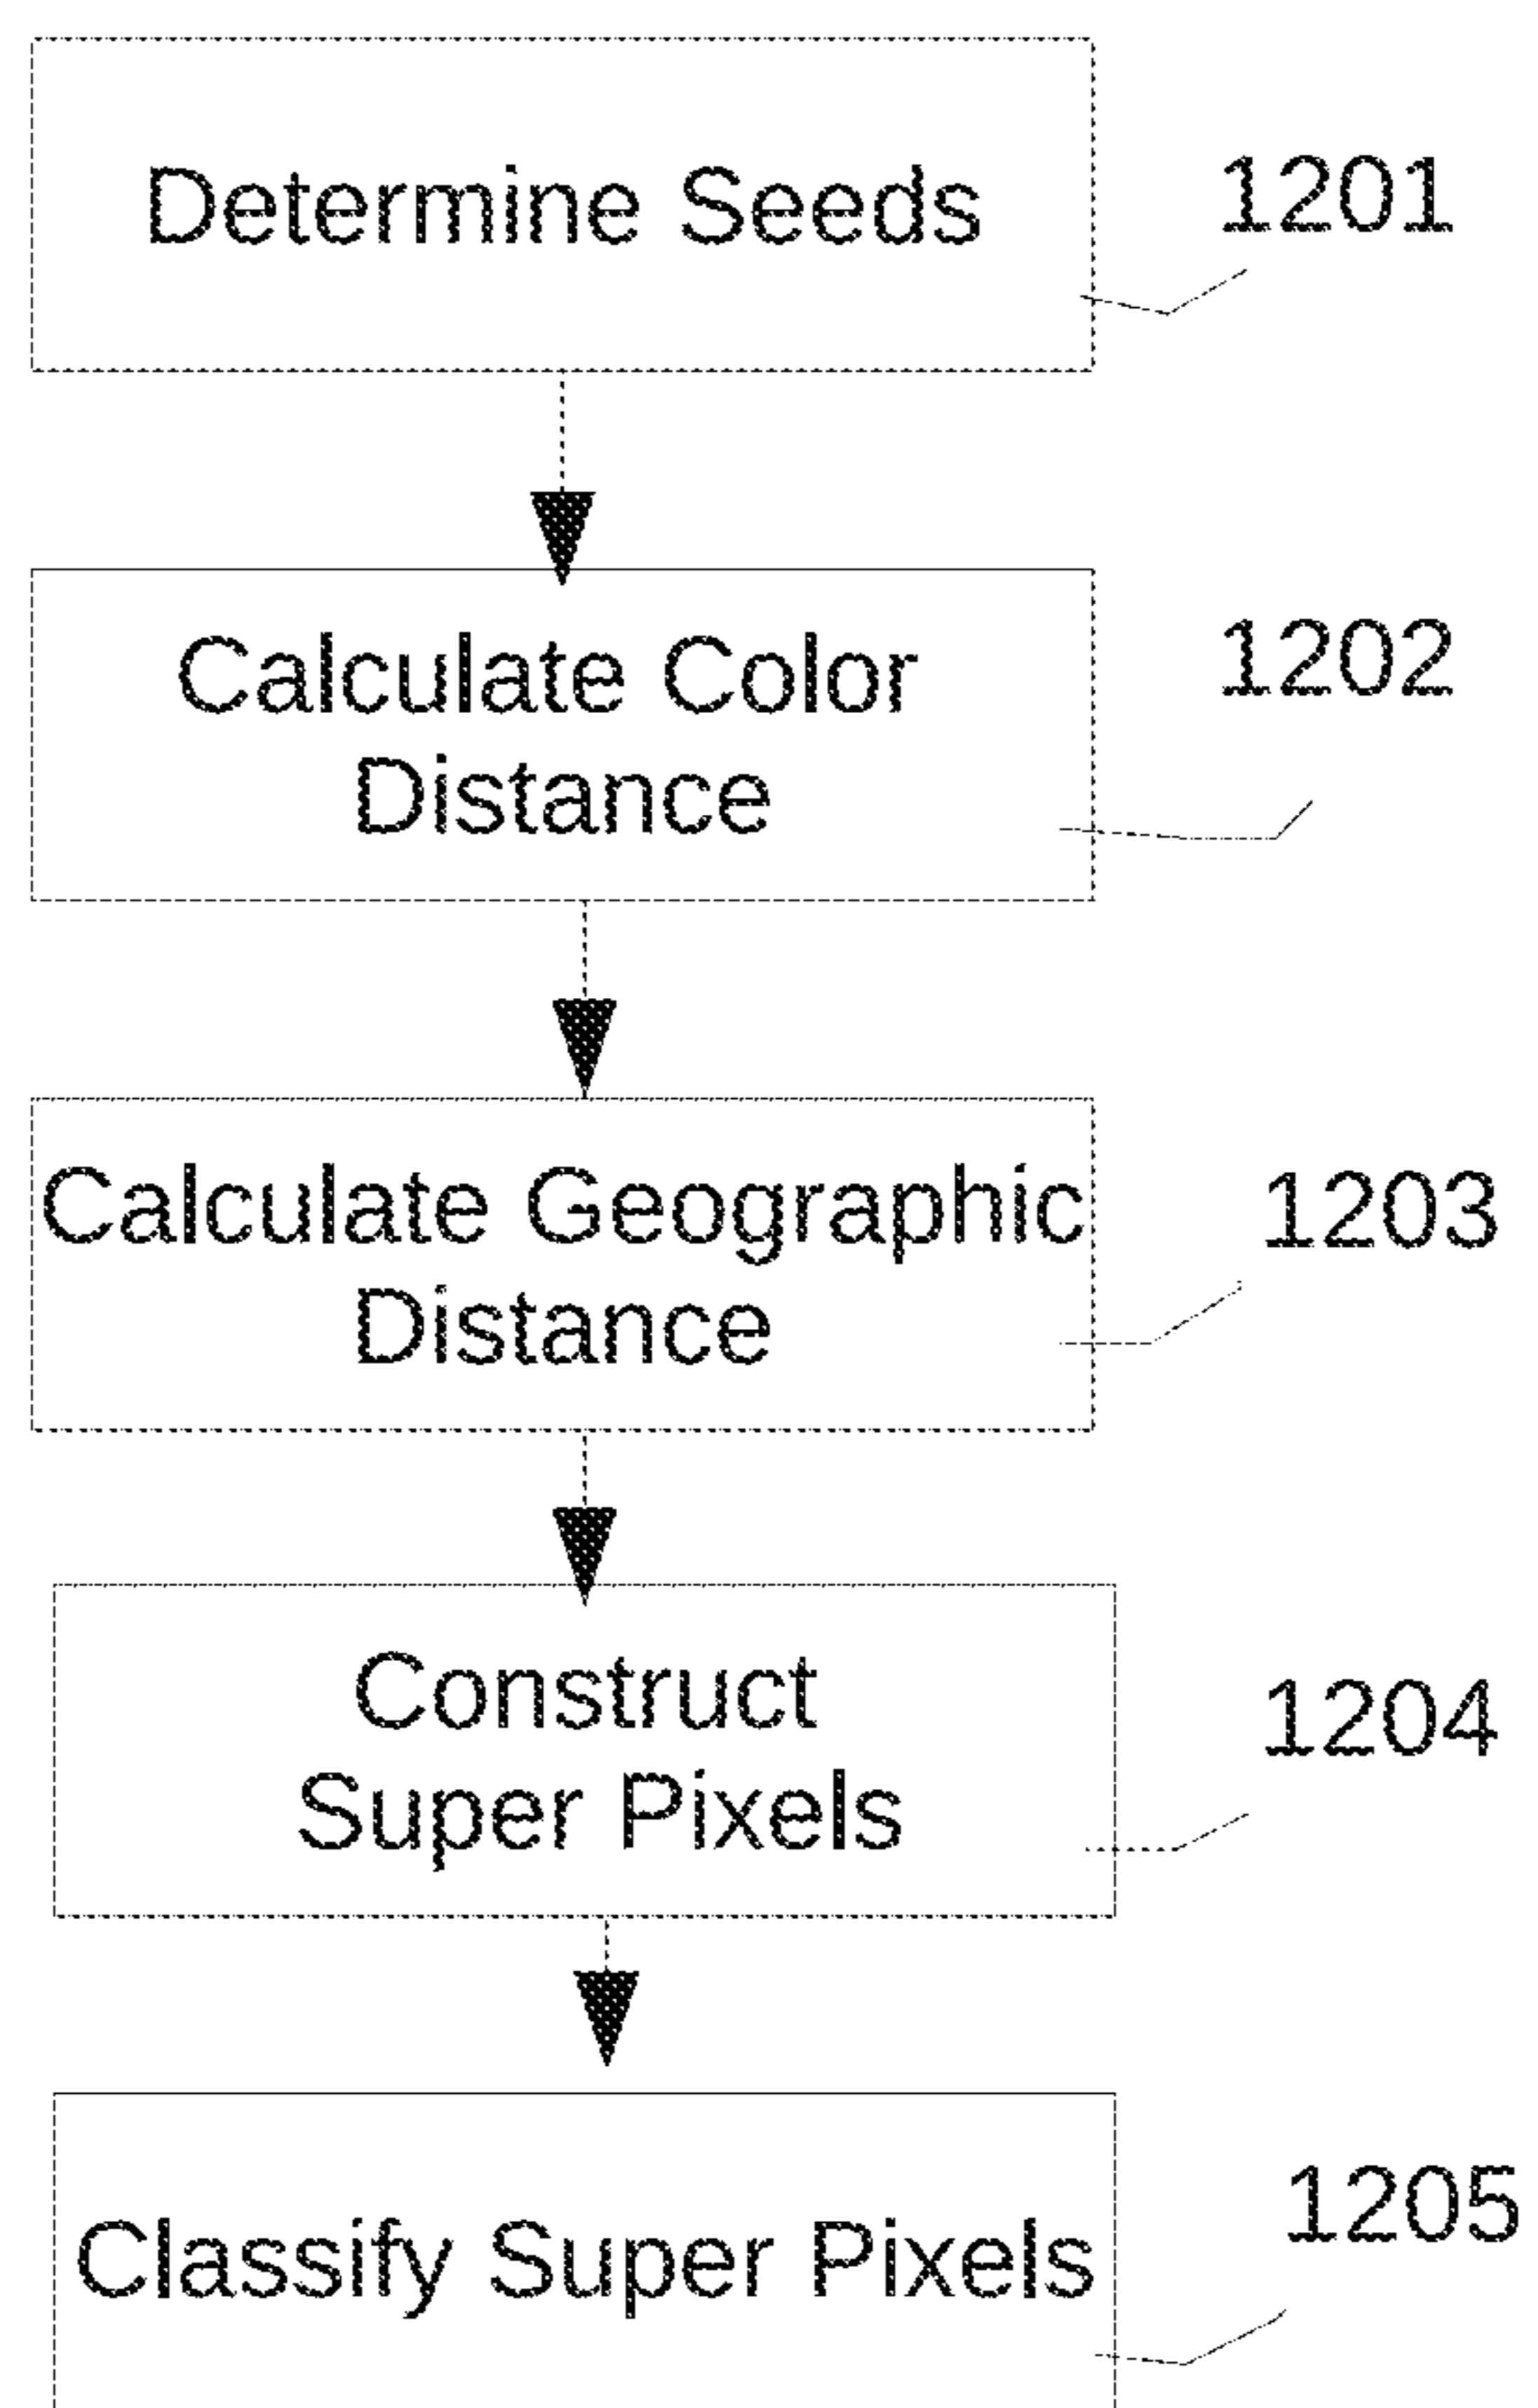 Determine Seeds
1201
Calculate Color
Distance
1202
Calculate Geographic
Distance
1203
Construct
Super Pixels
1204
Classify Super Pixels
1205